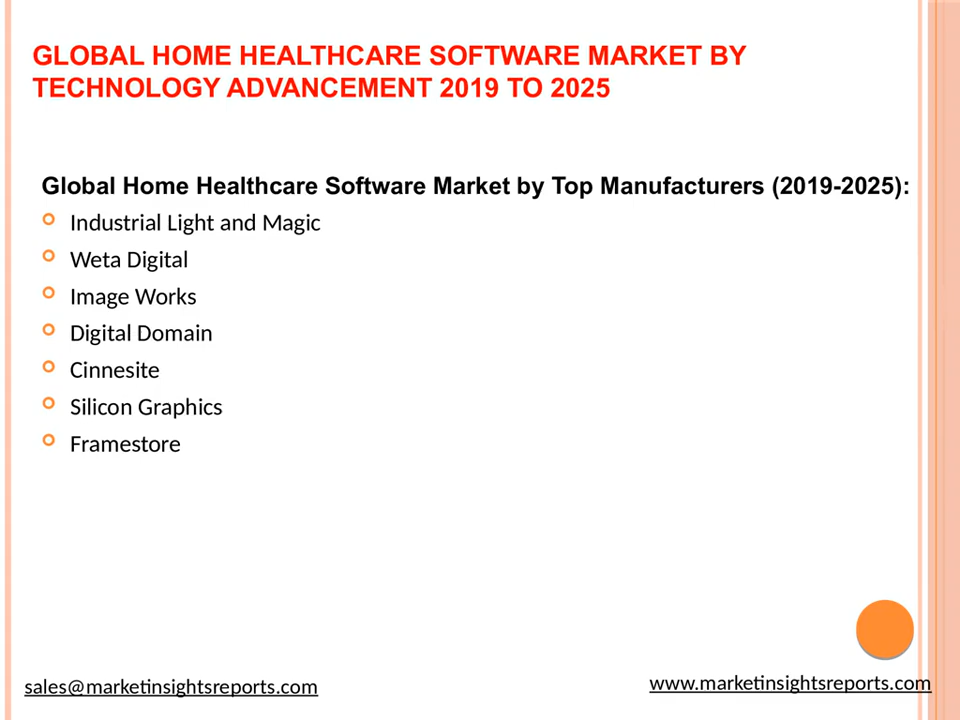 GLOBAL HOME HEALTHCARE SOFTWARE MARKET BY
TECHNOLOGY ADVANCEMENT 2019 TO 2025
Global Home Healthcare Software Market by Top Manufacturers (2019-2025):
Industrial Light and Magic
Weta Digital
Image Works
Digital Domain
Cinnesite
Silicon Graphics
Framestore
sales@marketinsightsreports.com
www.marketinsightsreports.com